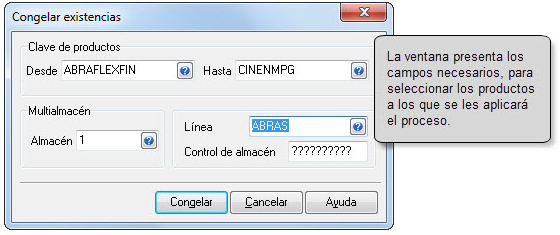 Congelar existencias
Clave de productos
Desde ABRAFLEXFIN Hasta CINENMPG
Multialmacén
Almacén 1
Línea ABRAS
Control de almacén ??????????
Congelar Cancelar Ayuda
La ventana presenta los
campos necesarios, para
seleccionar los productos
a los que se les aplicará
el proceso.